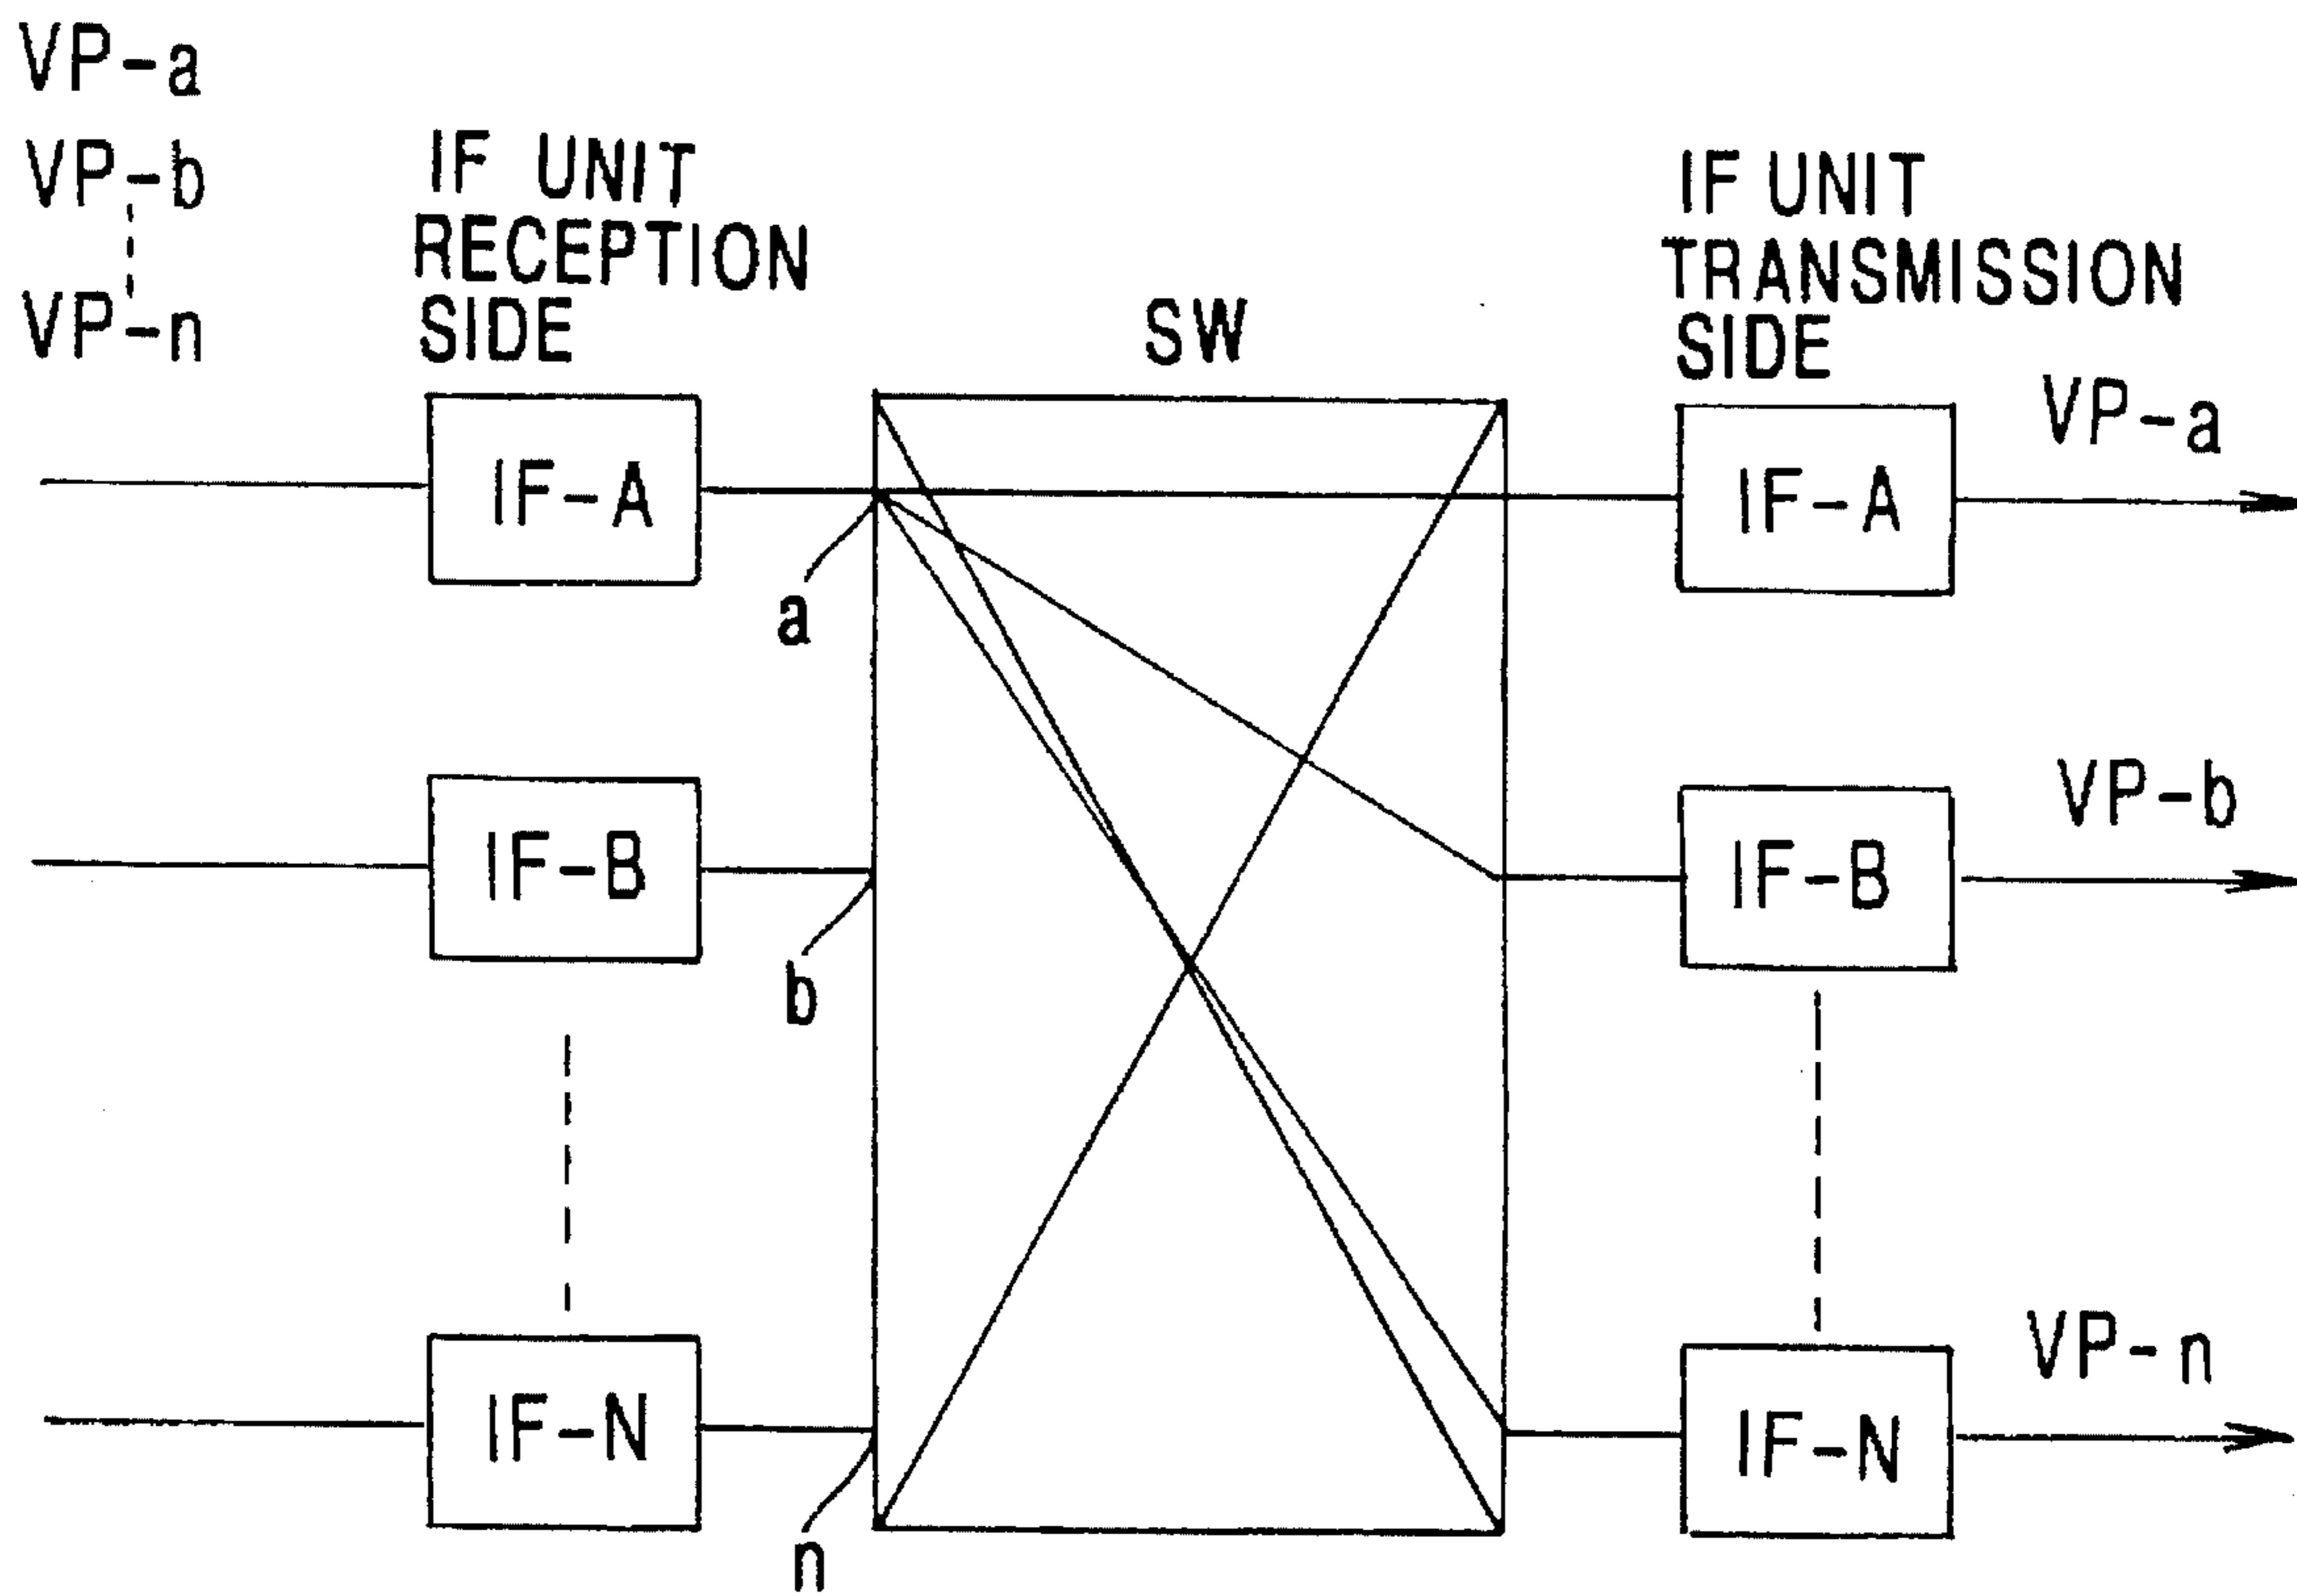 VP-a
VP-b
VP-n
IF UNIT
RECEPTION
SIDE
SW
IF UNIT
TRANSMISSION
SIDE
IF-A
a
IF-A
VP-a
IF-B
b
IF-B
VP-b
IF-N
n
IF-N
VP-n